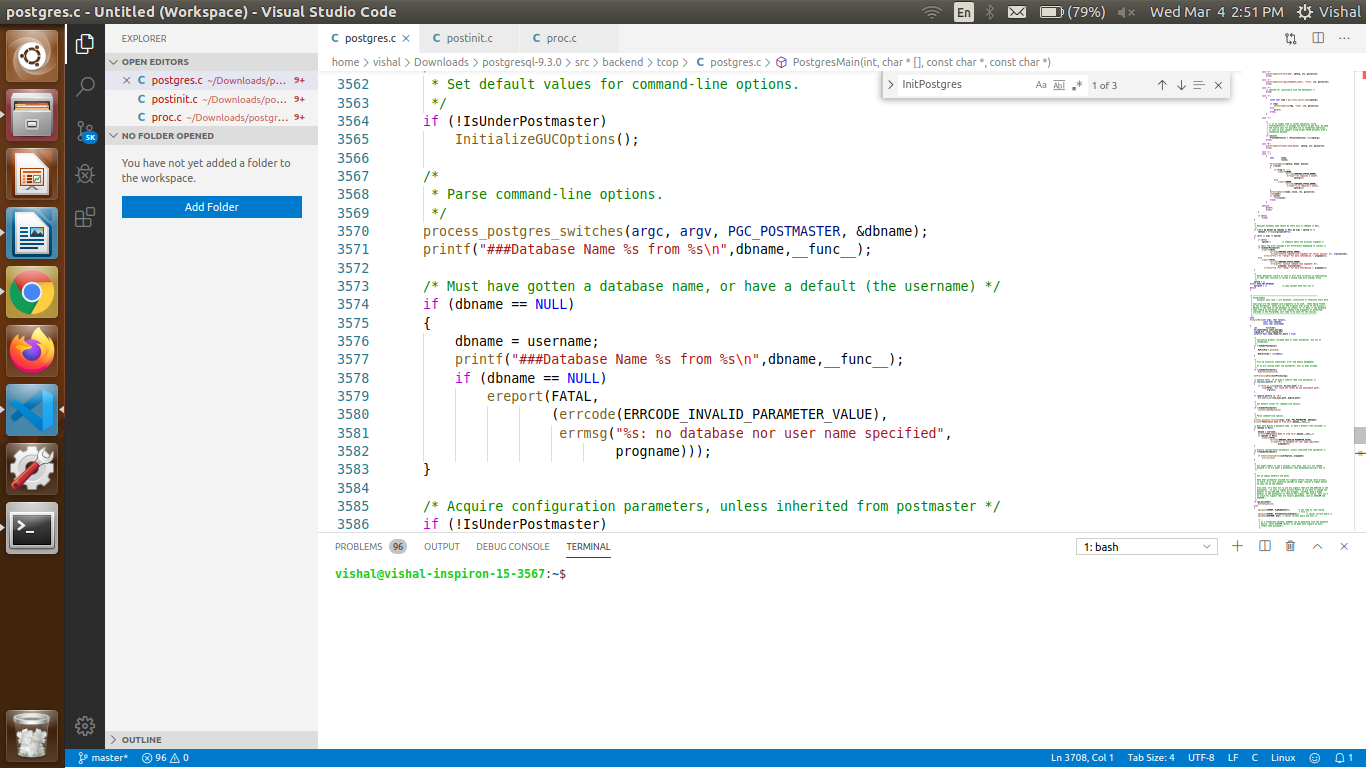 postgres.c - Untitled (Workspace) - Visual Studio Code
En (79%) Wed Mar 4 2:51 PM Vishal
EXPLORER
OPEN EDITORS
postgres.c ~/Downloads/p... 9+
postinit.c ~/Downloads/po... 9+
proc.c ~/Downloads/postgr... 9+
NO FOLDER OPENED
You have not yet added a folder to
the workspace.
Add Folder
OUTLINE
5K
postgres.c postinit.c proc.c
home > vishal > Downloads > postgresql-9.3.0 > src > backend > tcop > postgres.c > PostgresMain(int, char * [], const char *, const char *)
InitPostgres Aa Abl .* 1 of 3
3562 * Set default values for command-line options.
3563 */
3564 if (!IsUnderPostmaster)
3565 InitializeGUCOptions();
3566
3567 /*
3568 * Parse command-line options.
3569 */
3570 process_postgres_switches(argc, argv, PGC_POSTMASTER, &dbname);
3571 printf("###Database Name %s from %s\n",dbname,__func__);
3572
3573 /* Must have gotten a database name, or have a default (the username) */
3574 if (dbname == NULL)
3575 {
3576 dbname = username;
3577 printf("###Datacase Name %s from %s\n",dbname,__func__);
3578 if (dbname == NULL)
3579 ereport(FATAL,
3580 (errcode(ERRCODE_INVALID_PARAMETER_VALUE),
3581 errmsg("%s: no database nor user name specified",
3582 progname)));
3583 }
3584
3585 /* Acquire configuration parameters, unless inherited from postmaster */
3586 if (!IsUnderPostmaster)
PROBLEMS 96 OUTPUT DEBUG CONSOLE TERMINAL 1: bash
vishal@vishal-inspiron-15-3567:~$
master* 96 0 Ln 3708, Col 1 Tab Size: 4 UTF-8 LF C Linux 1